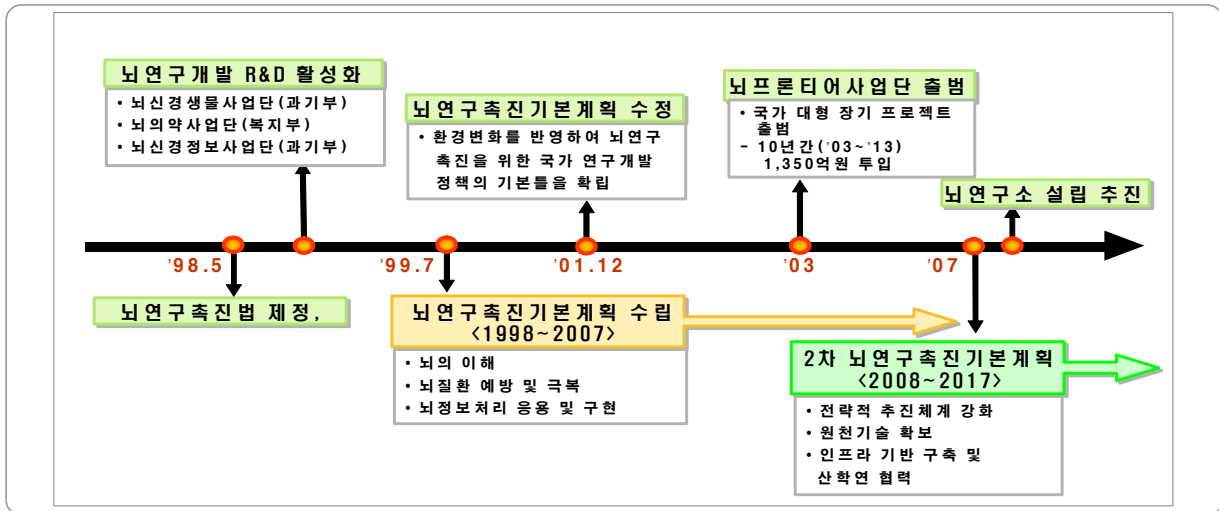 뇌연구개발 R&D 활성화
• 뇌신경생물사업단(과기부)
• 뇌의약사업단(복지부)
• 뇌신경정보사업단(과기부)
뇌연구촉진기본계획 수정
• 환경변화를 반영하여 뇌연구
촉진을 위한 국가 연구개발
정책의 기본틀을 확립
뇌프론티어사업단 출범
• 국가 대형 장기 프로젝트
출범
- 10년간('03~'13)
1,350억원 투입
뇌연구소 설립 추진
'98.5
'99.7
'01.12
'03
'07
뇌연구촉진법 제정,
뇌연구촉진기본계획 수립
<1998~2007>
• 뇌의 이해
• 뇌질환 예방 및 극복
• 뇌정보처리 응용 및 구현
2차 뇌연구촉진기본계획
<2008~2017>
• 전략적 추진체계 강화
• 원천기술 확보
• 인프라 기반 구축 및
산학연 협력